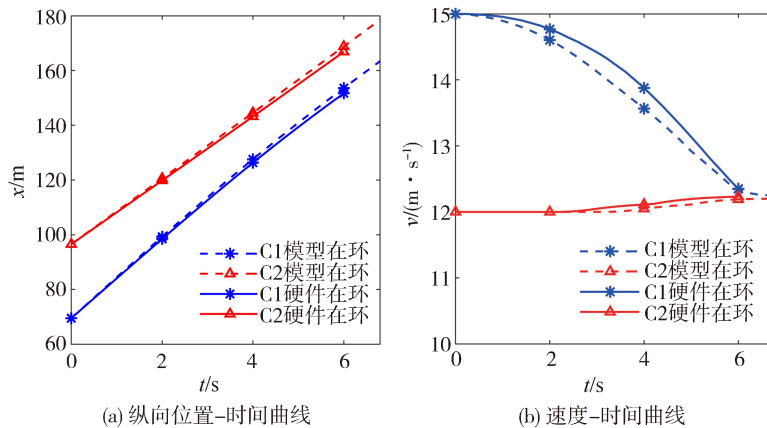 180
160
140
120
100
80
60
x/m
0
2
4
6
t/s
C1模型在环
C2模型在环
C1硬件在环
C2硬件在环
(a) 纵向位置-时间曲线
15
14
13
12
11
10
v/(m·s⁻¹)
0
2
4
6
t/s
C1模型在环
C2模型在环
C1硬件在环
C2硬件在环
(b) 速度-时间曲线